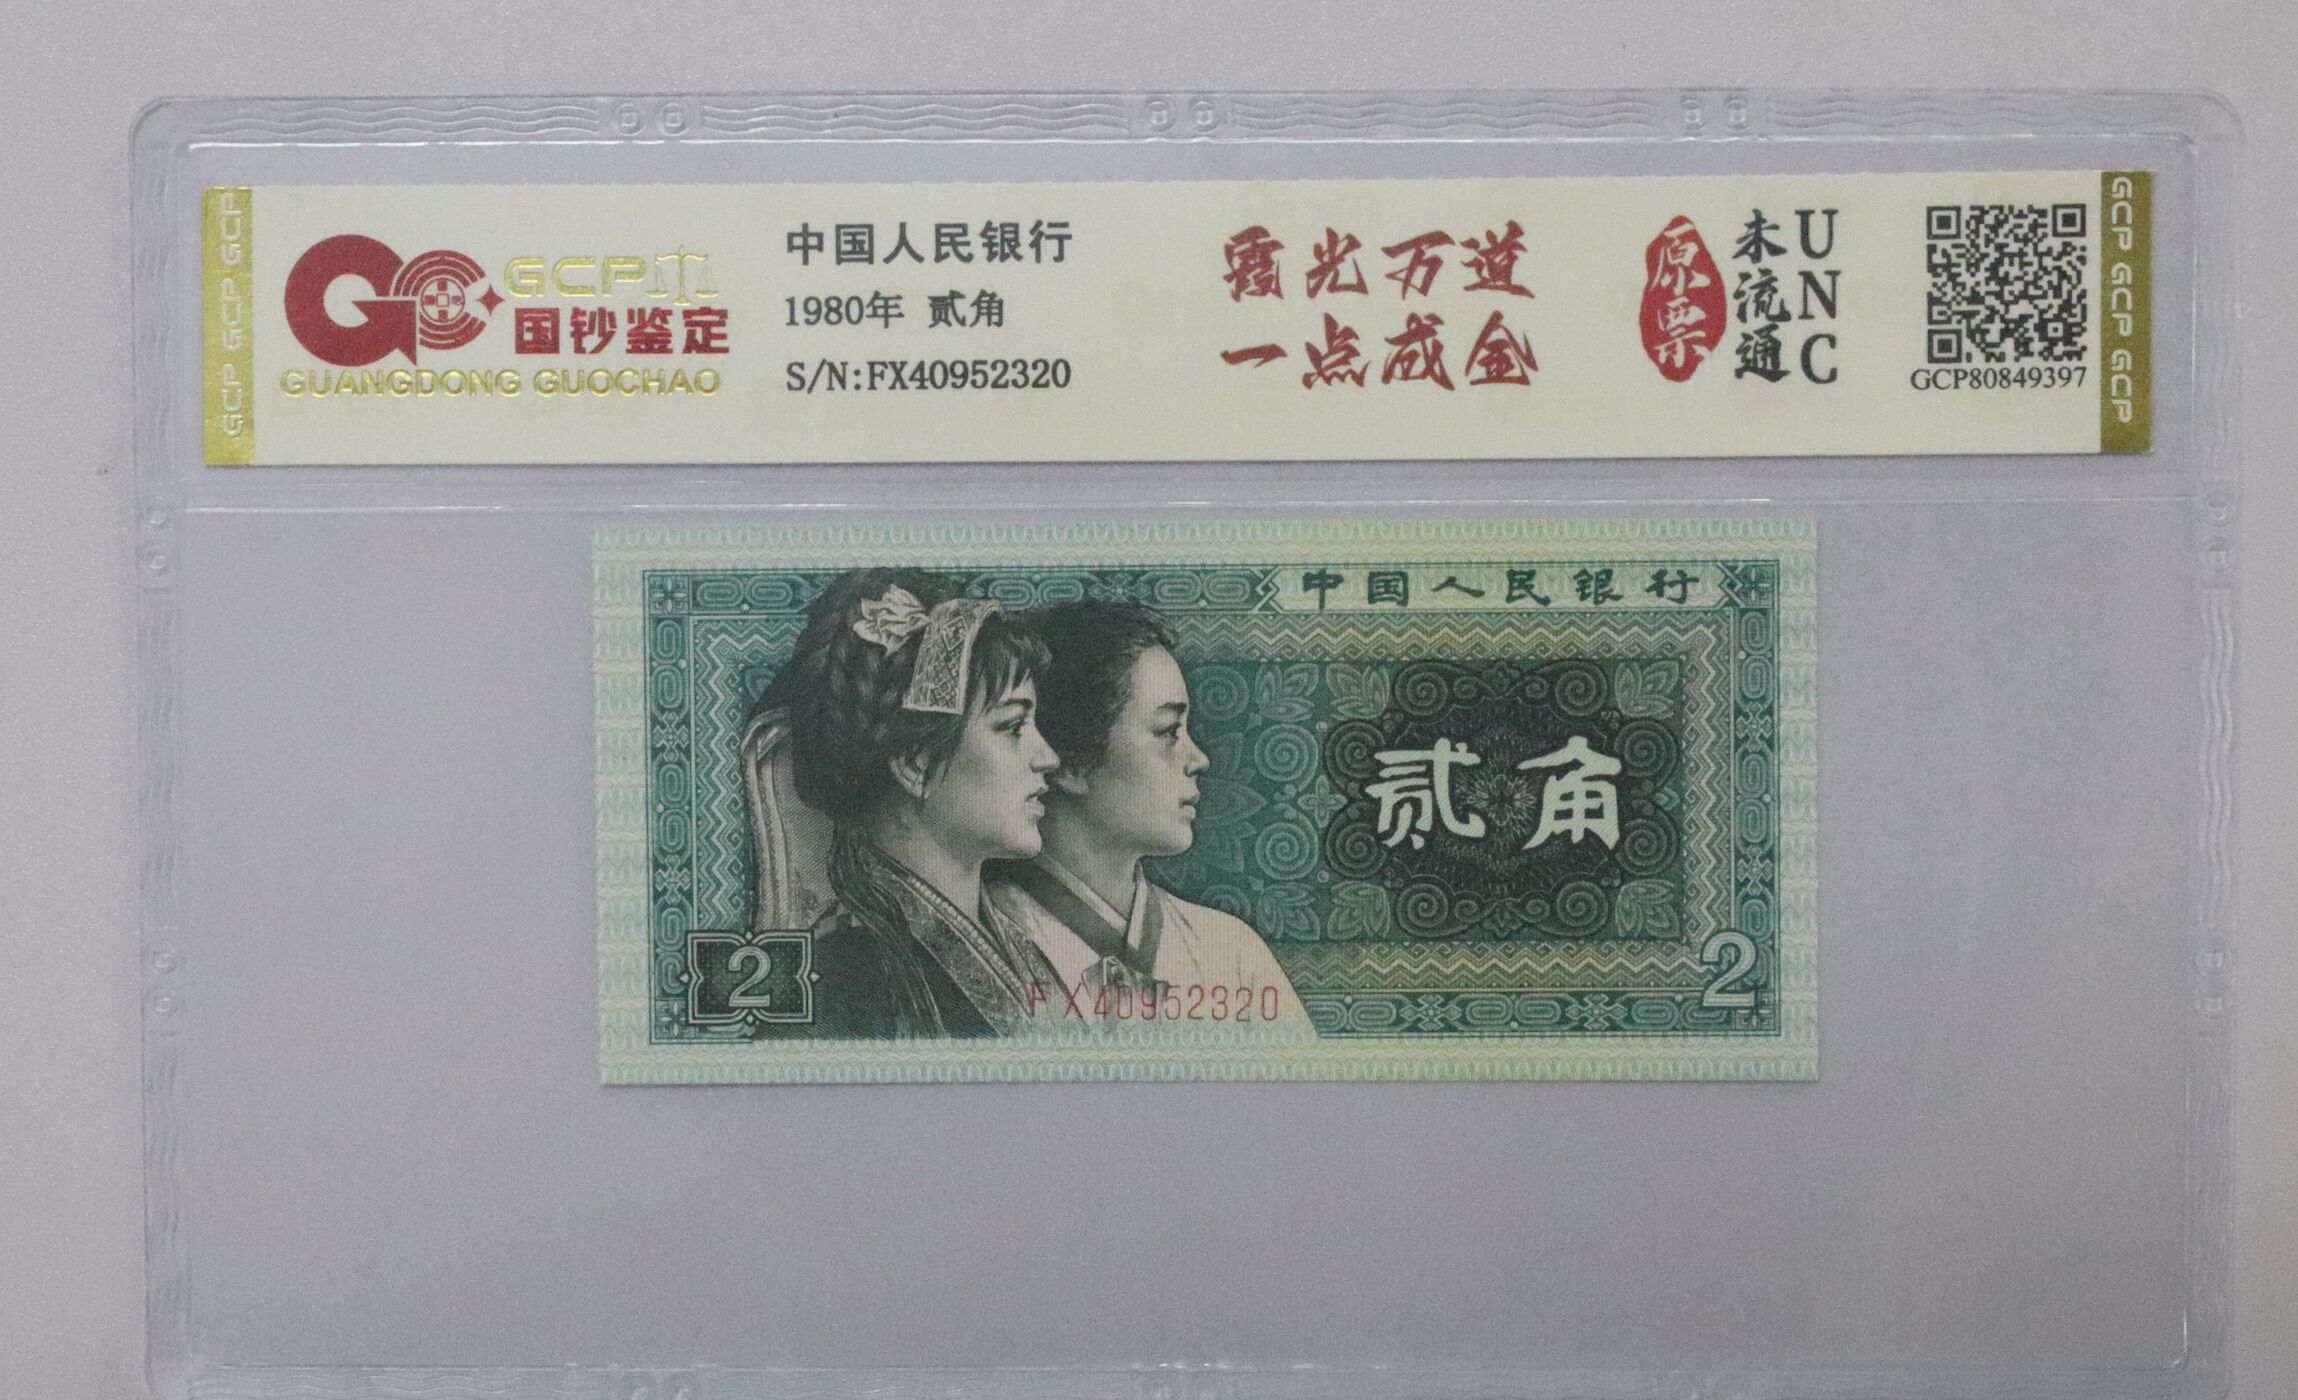 GCP
国钞鉴定
GUANGDONG GUOCHAO
中国人民银行
1980年 贰角
S/N:FX40952320
霞光万道
一点成金
原票
未流通
UNC
GCP80849397
GCP GCP GCP
GCP GCP GCP
中国人民银行
贰角
2
2
FX40952320